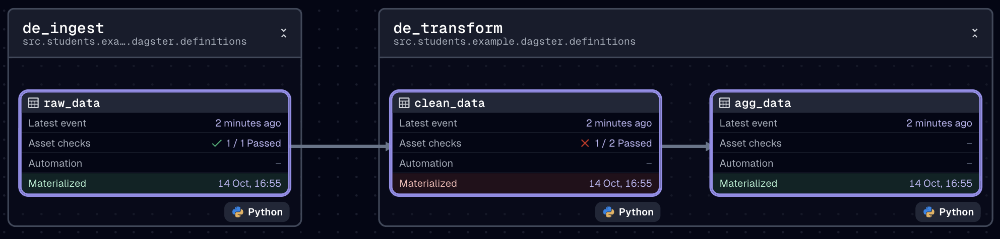 de_ingest
src.students.exa….dagster.definitions
raw_data
Latest event 2 minutes ago
Asset checks 1 / 1 Passed
Automation –
Materialized 14 Oct, 16:55
Python
de_transform
src.students.example.dagster.definitions
clean_data
Latest event 2 minutes ago
Asset checks 1 / 2 Passed
Automation –
Materialized 14 Oct, 16:55
Python
agg_data
Latest event 2 minutes ago
Asset checks –
Automation –
Materialized 14 Oct, 16:55
Python